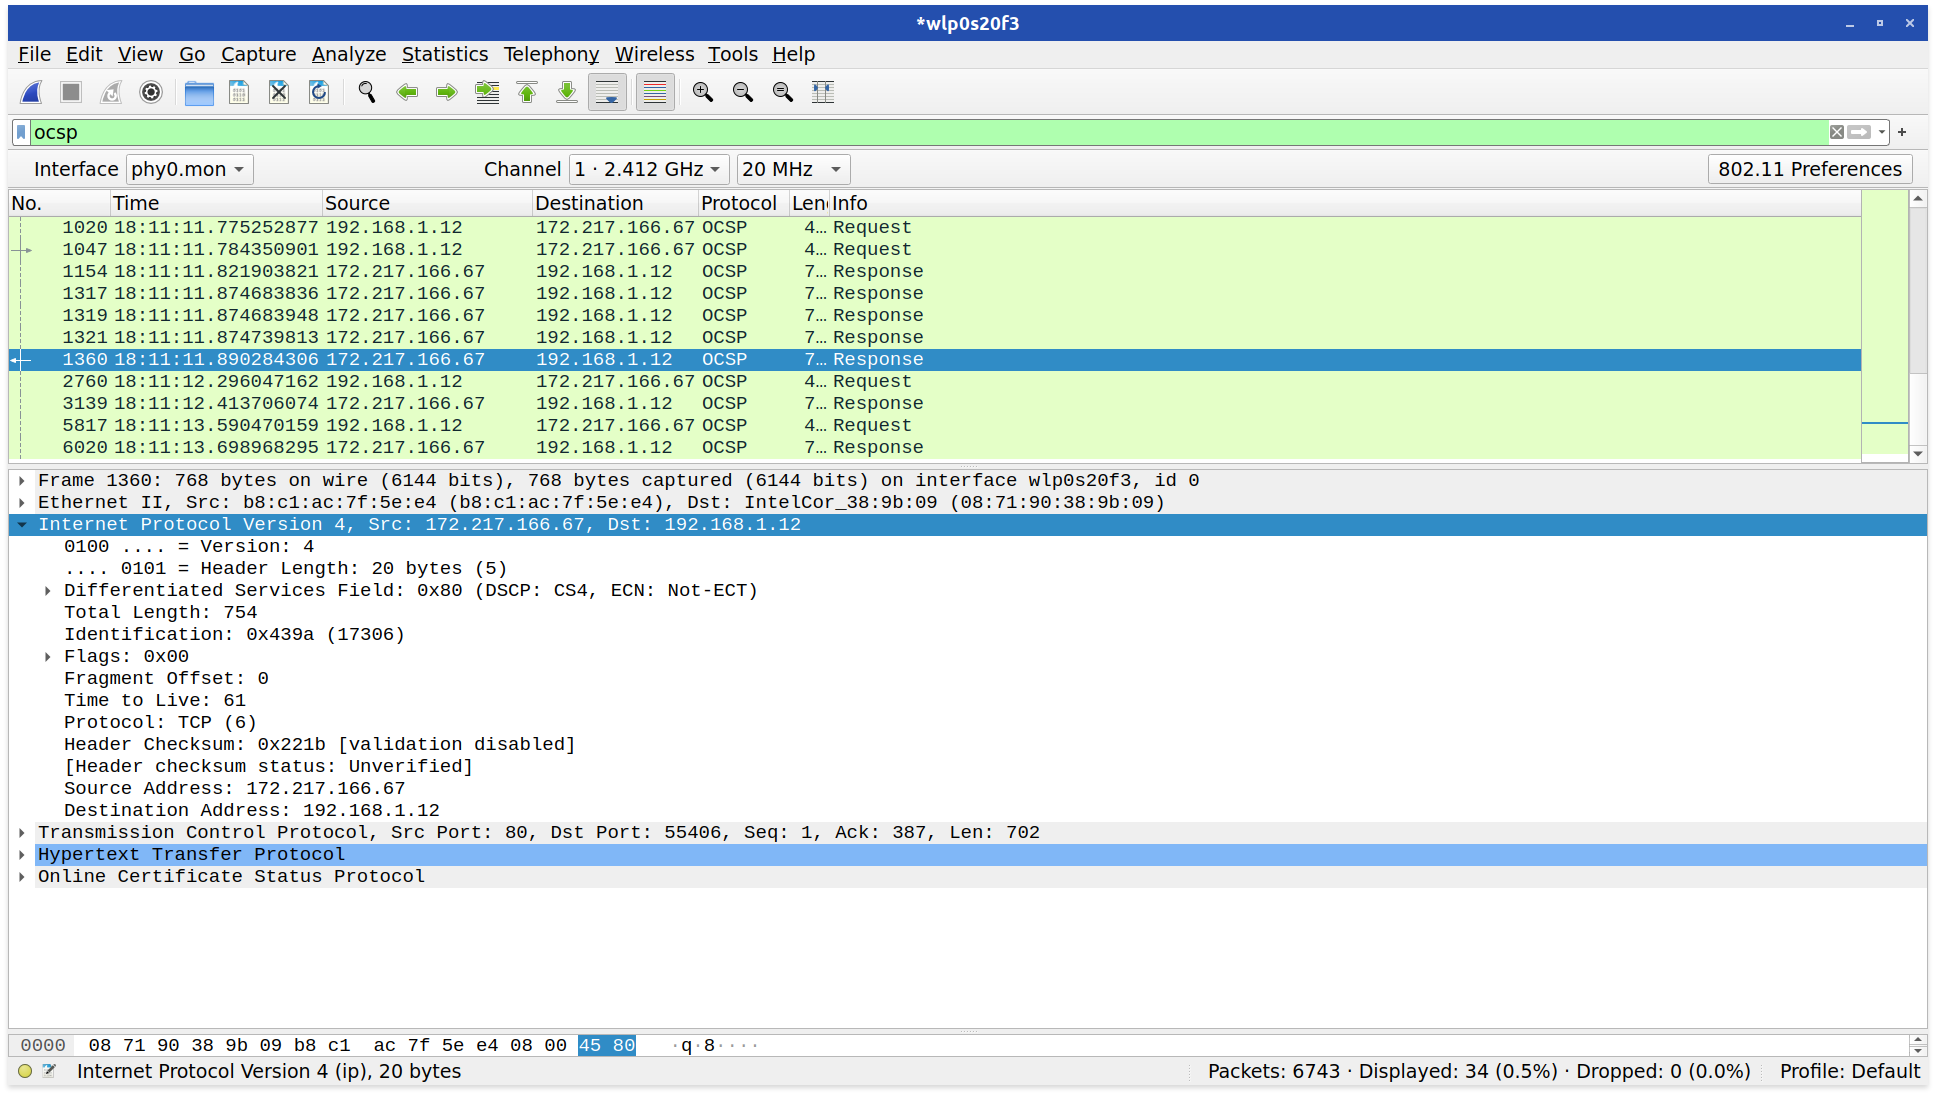 *wlp0s20f3
File Edit View Go Capture Analyze Statistics Telephony Wireless Tools Help
ocsp
Interface phy0.mon Channel 1 · 2.412 GHz 20 MHz 802.11 Preferences
No. Time Source Destination Protocol Len Info
1020 18:11:11.775252877 192.168.1.12 172.217.166.67 OCSP 4… Request
1047 18:11:11.784350901 192.168.1.12 172.217.166.67 OCSP 4… Request
1154 18:11:11.821903821 172.217.166.67 192.168.1.12 OCSP 7… Response
1317 18:11:11.874683836 172.217.166.67 192.168.1.12 OCSP 7… Response
1319 18:11:11.874683948 172.217.166.67 192.168.1.12 OCSP 7… Response
1321 18:11:11.874739813 172.217.166.67 192.168.1.12 OCSP 7… Response
1360 18:11:11.890284306 172.217.166.67 192.168.1.12 OCSP 7… Response
2760 18:11:12.296047162 192.168.1.12 172.217.166.67 OCSP 4… Request
3139 18:11:12.413706074 172.217.166.67 192.168.1.12 OCSP 7… Response
5817 18:11:13.590470159 192.168.1.12 172.217.166.67 OCSP 4… Request
6020 18:11:13.698968295 172.217.166.67 192.168.1.12 OCSP 7… Response
Frame 1360: 768 bytes on wire (6144 bits), 768 bytes captured (6144 bits) on interface wlp0s20f3, id 0
Ethernet II, Src: b8:c1:ac:7f:5e:e4 (b8:c1:ac:7f:5e:e4), Dst: IntelCor_38:9b:09 (08:71:90:38:9b:09)
Internet Protocol Version 4, Src: 172.217.166.67, Dst: 192.168.1.12
0100 .... = Version: 4
.... 0101 = Header Length: 20 bytes (5)
Differentiated Services Field: 0x80 (DSCP: CS4, ECN: Not-ECT)
Total Length: 754
Identification: 0x439a (17306)
Flags: 0x00
Fragment Offset: 0
Time to Live: 61
Protocol: TCP (6)
Header Checksum: 0x221b [validation disabled]
[Header checksum status: Unverified]
Source Address: 172.217.166.67
Destination Address: 192.168.1.12
Transmission Control Protocol, Src Port: 80, Dst Port: 55406, Seq: 1, Ack: 387, Len: 702
Hypertext Transfer Protocol
Online Certificate Status Protocol
0000 08 71 90 38 9b 09 b8 c1 ac 7f 5e e4 08 00 45 80 ·q·8····
Internet Protocol Version 4 (ip), 20 bytes Packets: 6743 · Displayed: 34 (0.5%) · Dropped: 0 (0.0%) Profile: Default